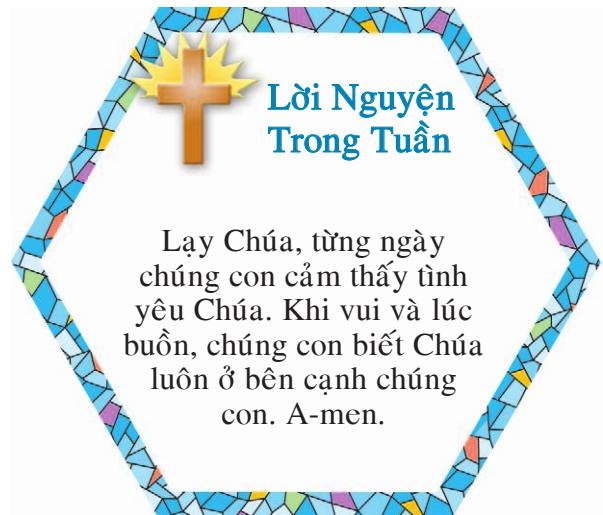 Lời Nguyện
Trong Tuần
Lạy Chúa, từng ngày
chúng con cảm thấy tình
yêu Chúa. Khi vui và lúc
buồn, chúng con biết Chúa
luôn ở bên cạnh chúng
con. A-men.